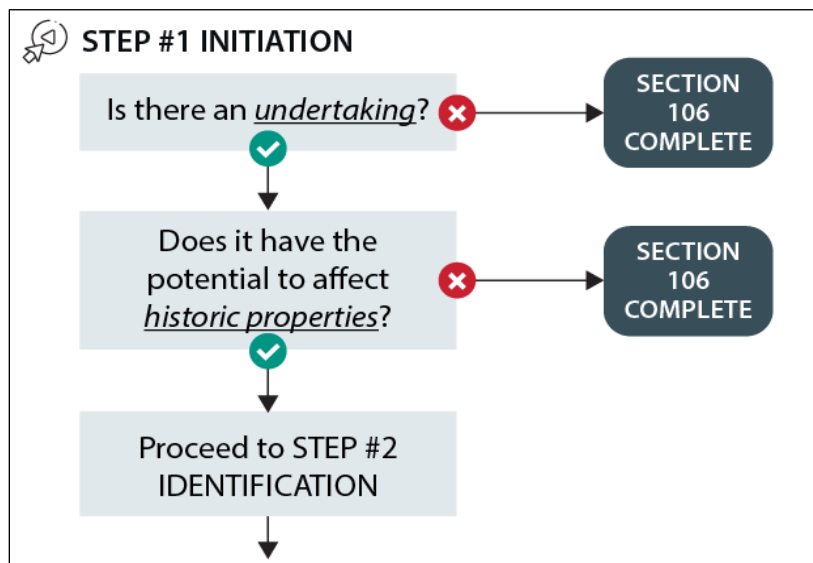 STEP #1 INITIATION
Is there an undertaking?
SECTION
106
COMPLETE
Does it have the
potential to affect
historic properties?
SECTION
106
COMPLETE
Proceed to STEP #2
IDENTIFICATION